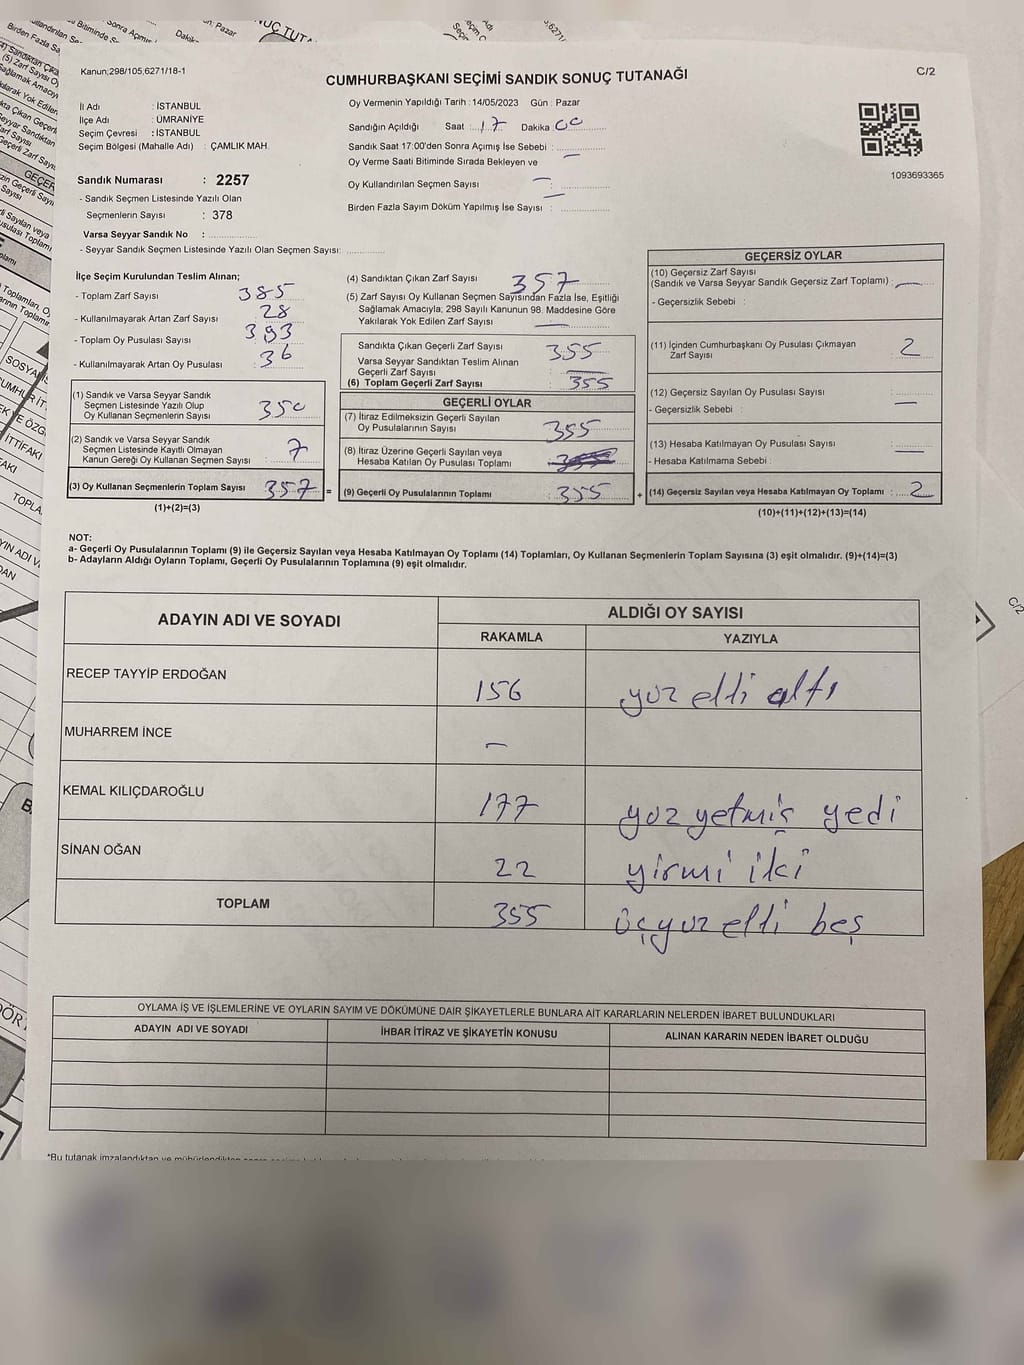 Kanun;298/105,6271/18-1
CUMHURBAŞKANI SEÇİMİ SANDIK SONUÇ TUTANAĞI
C/2
İl Adı : İSTANBUL
İlçe Adı : ÜMRANİYE
Seçim Çevresi : İSTANBUL
Seçim Bölgesi (Mahalle Adı) : ÇAMLIK MAH.
Sandık Numarası : 2257
- Sandık Seçmen Listesinde Yazılı Olan
Seçmenlerin Sayısı : 378
Varsa Seyyar Sandık No :
- Seyyar Sandık Seçmen Listesinde Yazılı Olan Seçmen Sayısı:
Oy Vermenin Yapıldığı Tarih : 14/05/2023 Gün : Pazar
Sandığın Açıldığı Saat : 17 Dakika 00
Sandık Saat 17:00'den Sonra Açımış İse Sebebi :
Oy Verme Saati Bitiminde Sırada Bekleyen ve —
Oy Kullandırılan Seçmen Sayısı — :
Birden Fazla Sayım Döküm Yapılmış İse Sayısı : —
1093693365
İlçe Seçim Kurulundan Teslim Alınan;
- Toplam Zarf Sayısı 385
- Kullanılmayarak Artan Zarf Sayısı 28
- Toplam Oy Pusulası Sayısı 393
- Kullanılmayarak Artan Oy Pusulası 36
(1) Sandık ve Varsa Seyyar Sandık
Seçmen Listesinde Yazılı Olup
Oy Kullanan Seçmenlerin Sayısı 350
(2) Sandık ve Varsa Seyyar Sandık
Seçmen Listesinde Kayıtlı Olmayan
Kanun Gereği Oy Kullanan Seçmen Sayısı : 7
(3) Oy Kullanan Seçmenlerin Toplam Sayısı 357 =
(1)+(2)=(3)
(4) Sandıktan Çıkan Zarf Sayısı 357
(5) Zarf Sayısı Oy Kullanan Seçmen Sayısından Fazla İse, Eşitliği
Sağlamak Amacıyla; 298 Sayılı Kanunun 98. Maddesine Göre
Yakılarak Yok Edilen Zarf Sayısı : —
Sandıkta Çıkan Geçerli Zarf Sayısı 355
Varsa Seyyar Sandıktan Teslim Alınan
Geçerli Zarf Sayısı : —
(6) Toplam Geçerli Zarf Sayısı : 355
GEÇERLİ OYLAR
(7) İtiraz Edilmeksizin Geçerli Sayılan
Oy Pusulalarının Sayısı 355
(8) İtiraz Üzerine Geçerli Sayılan veya
Hesaba Katılan Oy Pusulası Toplamı
(9) Geçerli Oy Pusulalarının Toplamı : 355 +
GEÇERSİZ OYLAR
(10) Geçersiz Zarf Sayısı
(Sandık ve Varsa Seyyar Sandık Geçersiz Zarf Toplamı) : —
- Geçersizlik Sebebi :
(11) İçinden Cumhurbaşkanı Oy Pusulası Çıkmayan
Zarf Sayısı 2
(12) Geçersiz Sayılan Oy Pusulası Sayısı : —
- Geçersizlik Sebebi :
(13) Hesaba Katılmayan Oy Pusulası Sayısı : —
- Hesaba Katılmama Sebebi :
(14) Geçersiz Sayılan veya Hesaba Katılmayan Oy Toplamı : 2
(10)+(11)+(12)+(13)=(14)
NOT:
a- Geçerli Oy Pusulalarının Toplamı (9) ile Geçersiz Sayılan veya Hesaba Katılmayan Oy Toplamı (14) Toplamları, Oy Kullanan Seçmenlerin Toplam Sayısına (3) eşit olmalıdır. (9)+(14)=(3)
b- Adayların Aldığı Oyların Toplamı, Geçerli Oy Pusulalarının Toplamına (9) eşit olmalıdır.
ADAYIN ADI VE SOYADI
ALDIĞI OY SAYISI
RAKAMLA YAZIYLA
RECEP TAYYİP ERDOĞAN 156 yüz elli altı
MUHARREM İNCE —
KEMAL KILIÇDAROĞLU 177 yüz yetmiş yedi
SİNAN OĞAN 22 yirmi iki
TOPLAM 355 üçyüz elli beş
OYLAMA İŞ VE İŞLEMLERİNE VE OYLARIN SAYIM VE DÖKÜMÜNE DAİR ŞİKAYETLERLE BUNLARA AİT KARARLARIN NELERDEN İBARET BULUNDUKLARI
ADAYIN ADI VE SOYADI İHBAR İTİRAZ VE ŞİKAYETİN KONUSU ALINAN KARARIN NEDEN İBARET OLDUĞU